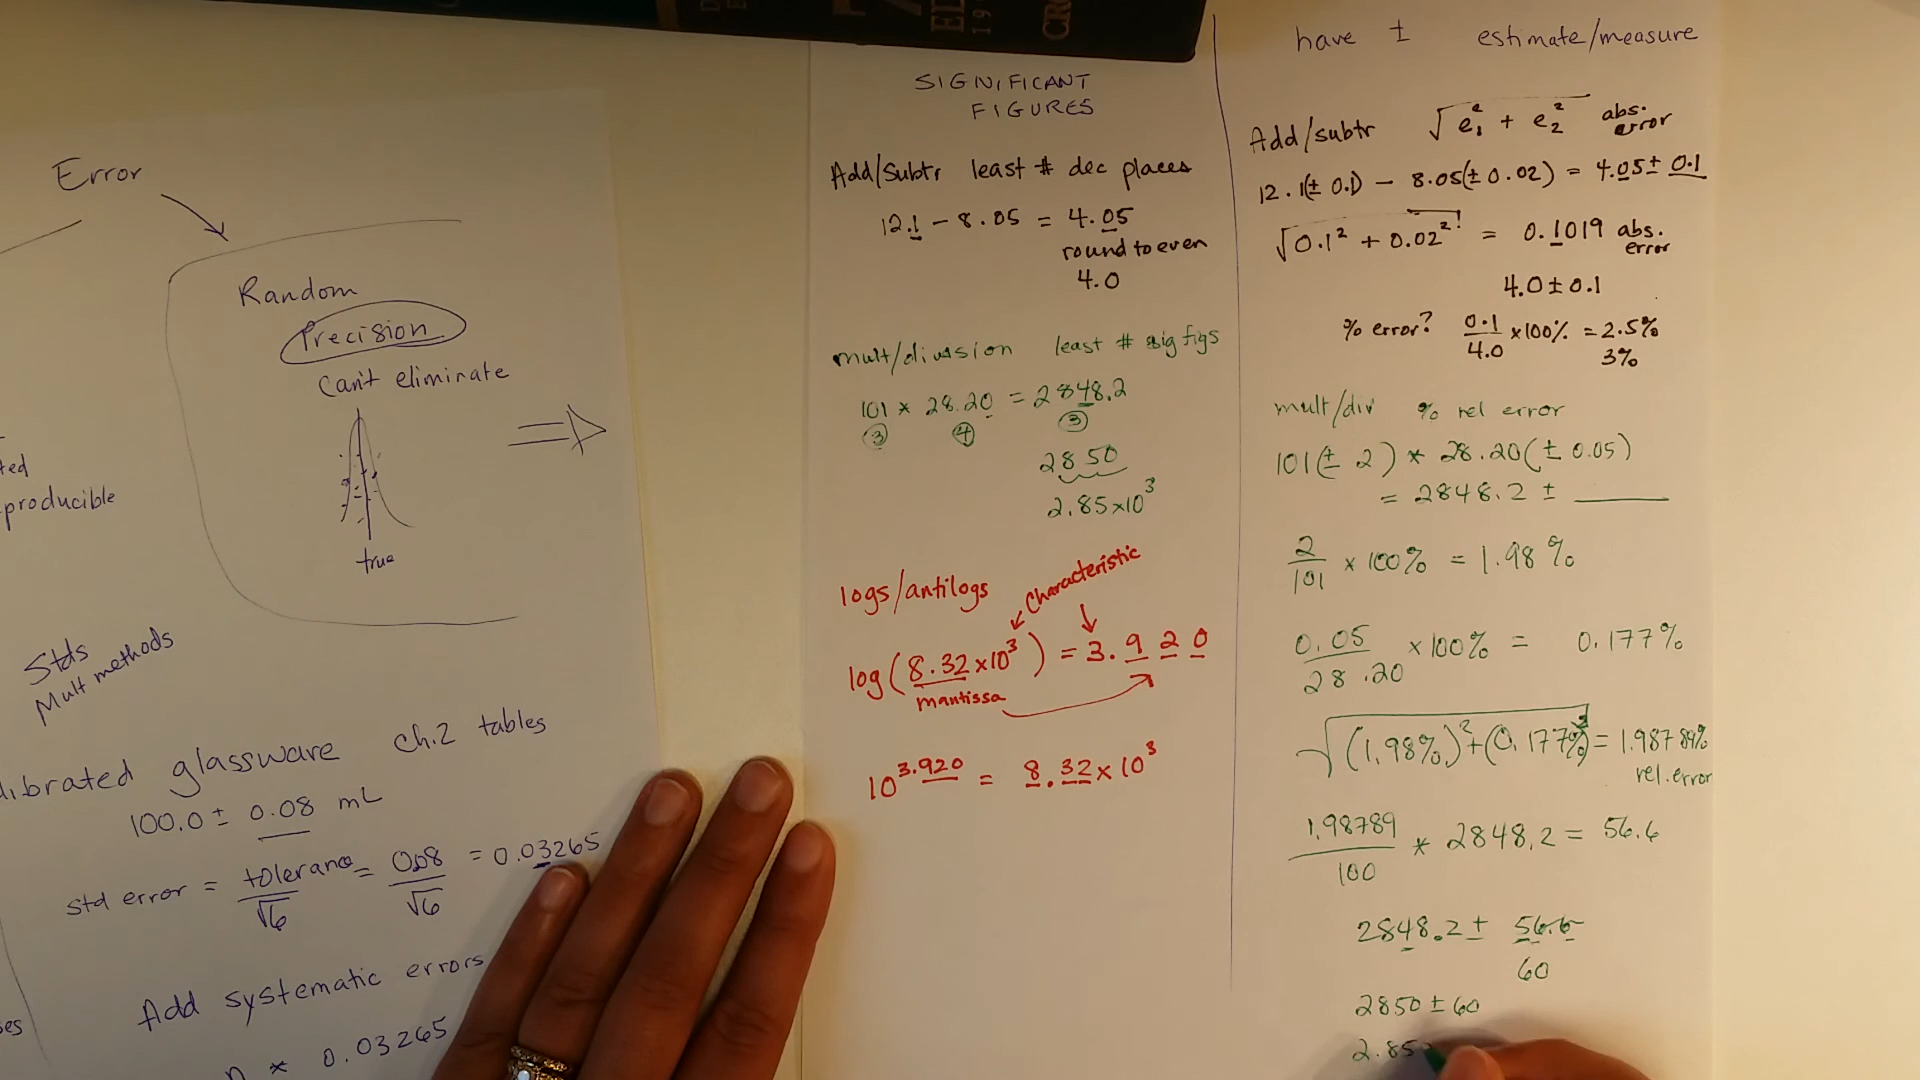 Error
Random
Precision
Can't eliminate
true
producible
Stds
Mult methods
glassware ch.2 tables
100.0 ± 0.08 mL
std error = tolerance/√6 = 0.08/√6 = 0.03265
Add systematic errors
n * 0.03265
SIGNIFICANT
FIGURES
Add/Subtr least # dec places
12.1 - 8.05 = 4.05
round to even
4.0
mult/division least # sig figs
101 * 28.20 = 2848.2
3 4 3
2850
2.85×10³
logs/antilogs
Characteristic
log(8.32×10³) = 3.920
mantissa
10^3.920 = 8.32×10³
have ± estimate/measure
Add/subtr √e₁² + e₂² abs. error
12.1(± 0.1) - 8.05(± 0.02) = 4.05 ± 0.1
√0.1² + 0.02² = 0.1019 abs. error
4.0 ± 0.1
% error? 0.1/4.0 ×100% = 2.5%
3%
mult/div % rel error
101(± 2) * 28.20(± 0.05)
= 2848.2 ± ____
2/101 × 100% = 1.98%
0.05/28.20 ×100% = 0.177%
√(1.98%)²+(0.177%)² = 1.98789%
rel. error
1.98789/100 * 2848.2 = 56.6
2848.2 ± 56.6
60
2850 ± 60
2.85